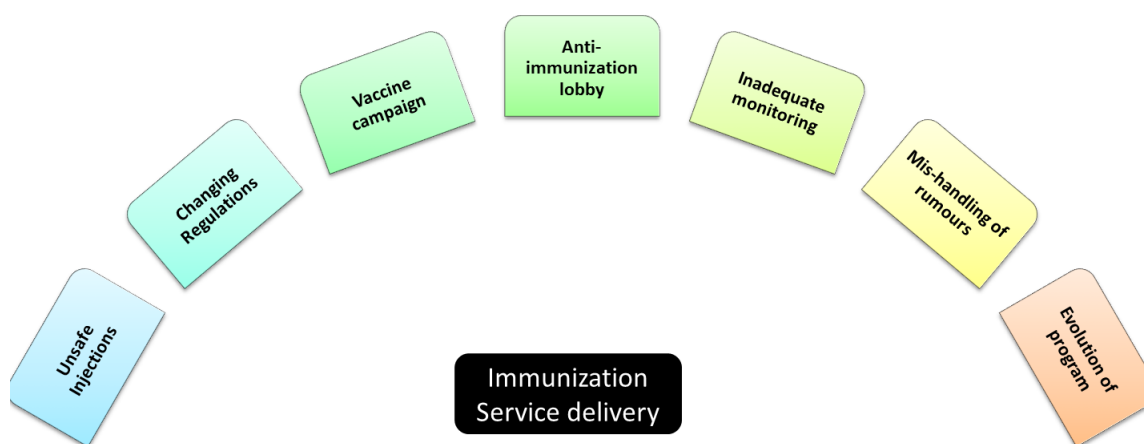 Unsafe
Injections
Changing
Regulations
Vaccine
campaign
Anti-
immunization
lobby
Inadequate
monitoring
Mis-handling of
rumours
Evolution of
program
Immunization
Service delivery